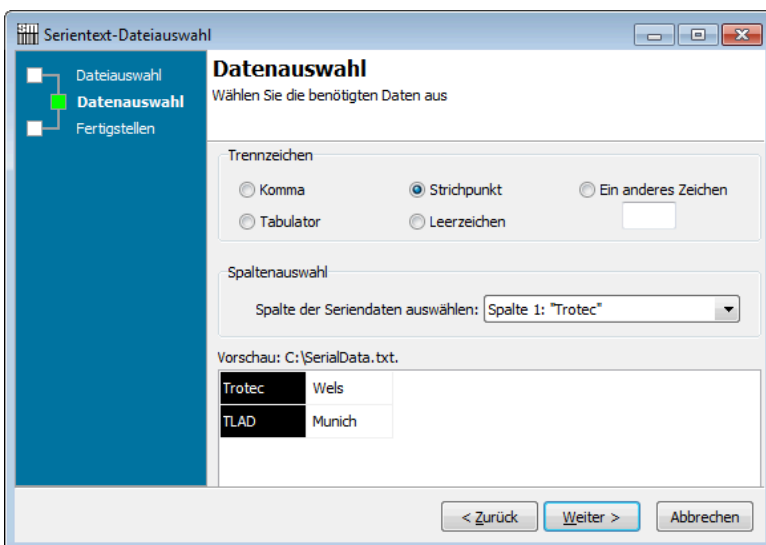 Serientext-Dateiauswahl
Dateiauswahl
Datenauswahl
Fertigstellen
Datenauswahl
Wählen Sie die benötigten Daten aus
Trennzeichen
Komma Strichpunkt Ein anderes Zeichen
Tabulator Leerzeichen
Spaltenauswahl
Spalte der Seriendaten auswählen: Spalte 1: "Trotec"
Vorschau: C:\SerialData.txt.
Trotec Wels
TLAD Munich
< Zurück Weiter > Abbrechen